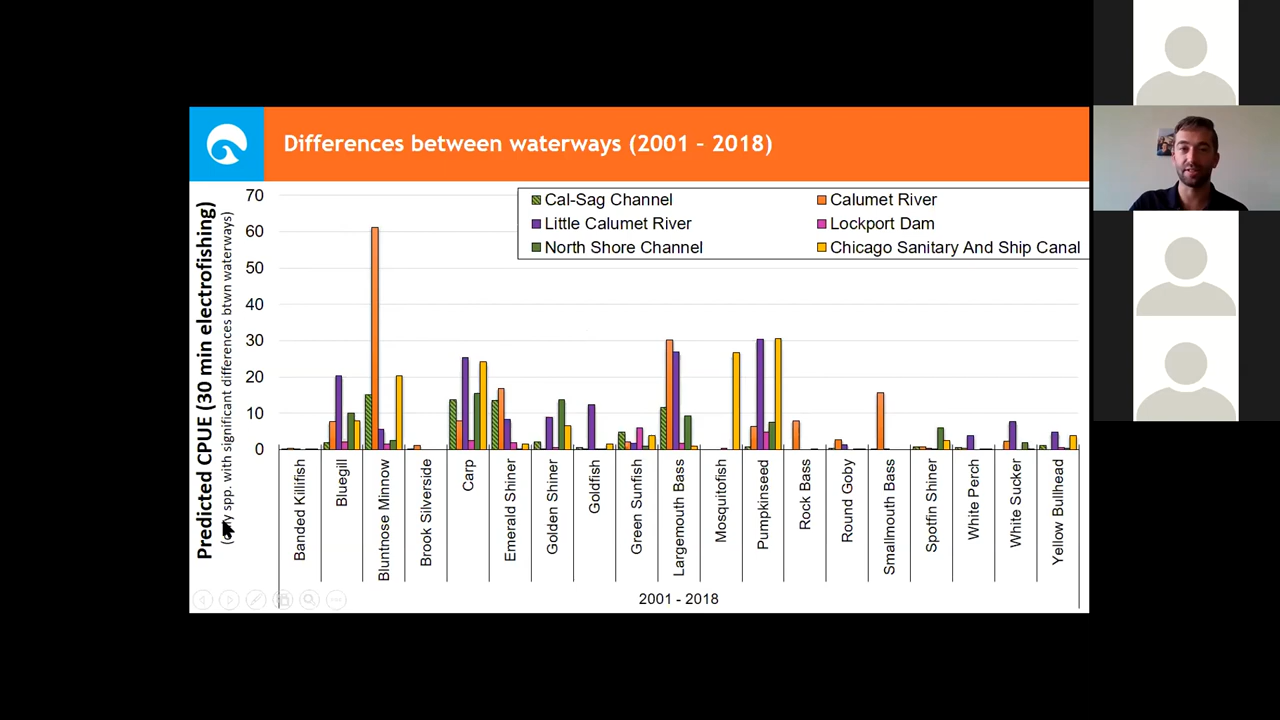 Differences between waterways (2001 – 2018)
Predicted CPUE (30 min electrofishing)
spp. with significant differences btwn waterways)
70
60
50
40
30
20
10
0
Cal-Sag Channel
Calumet River
Little Calumet River
Lockport Dam
North Shore Channel
Chicago Sanitary And Ship Canal
Banded Killifish
Bluegill
Bluntnose Minnow
Brook Silverside
Carp
Emerald Shiner
Golden Shiner
Goldfish
Green Sunfish
Largemouth Bass
Mosquitofish
Pumpkinseed
Rock Bass
Round Goby
Smallmouth Bass
Spotfin Shiner
White Perch
White Sucker
Yellow Bullhead
2001 - 2018